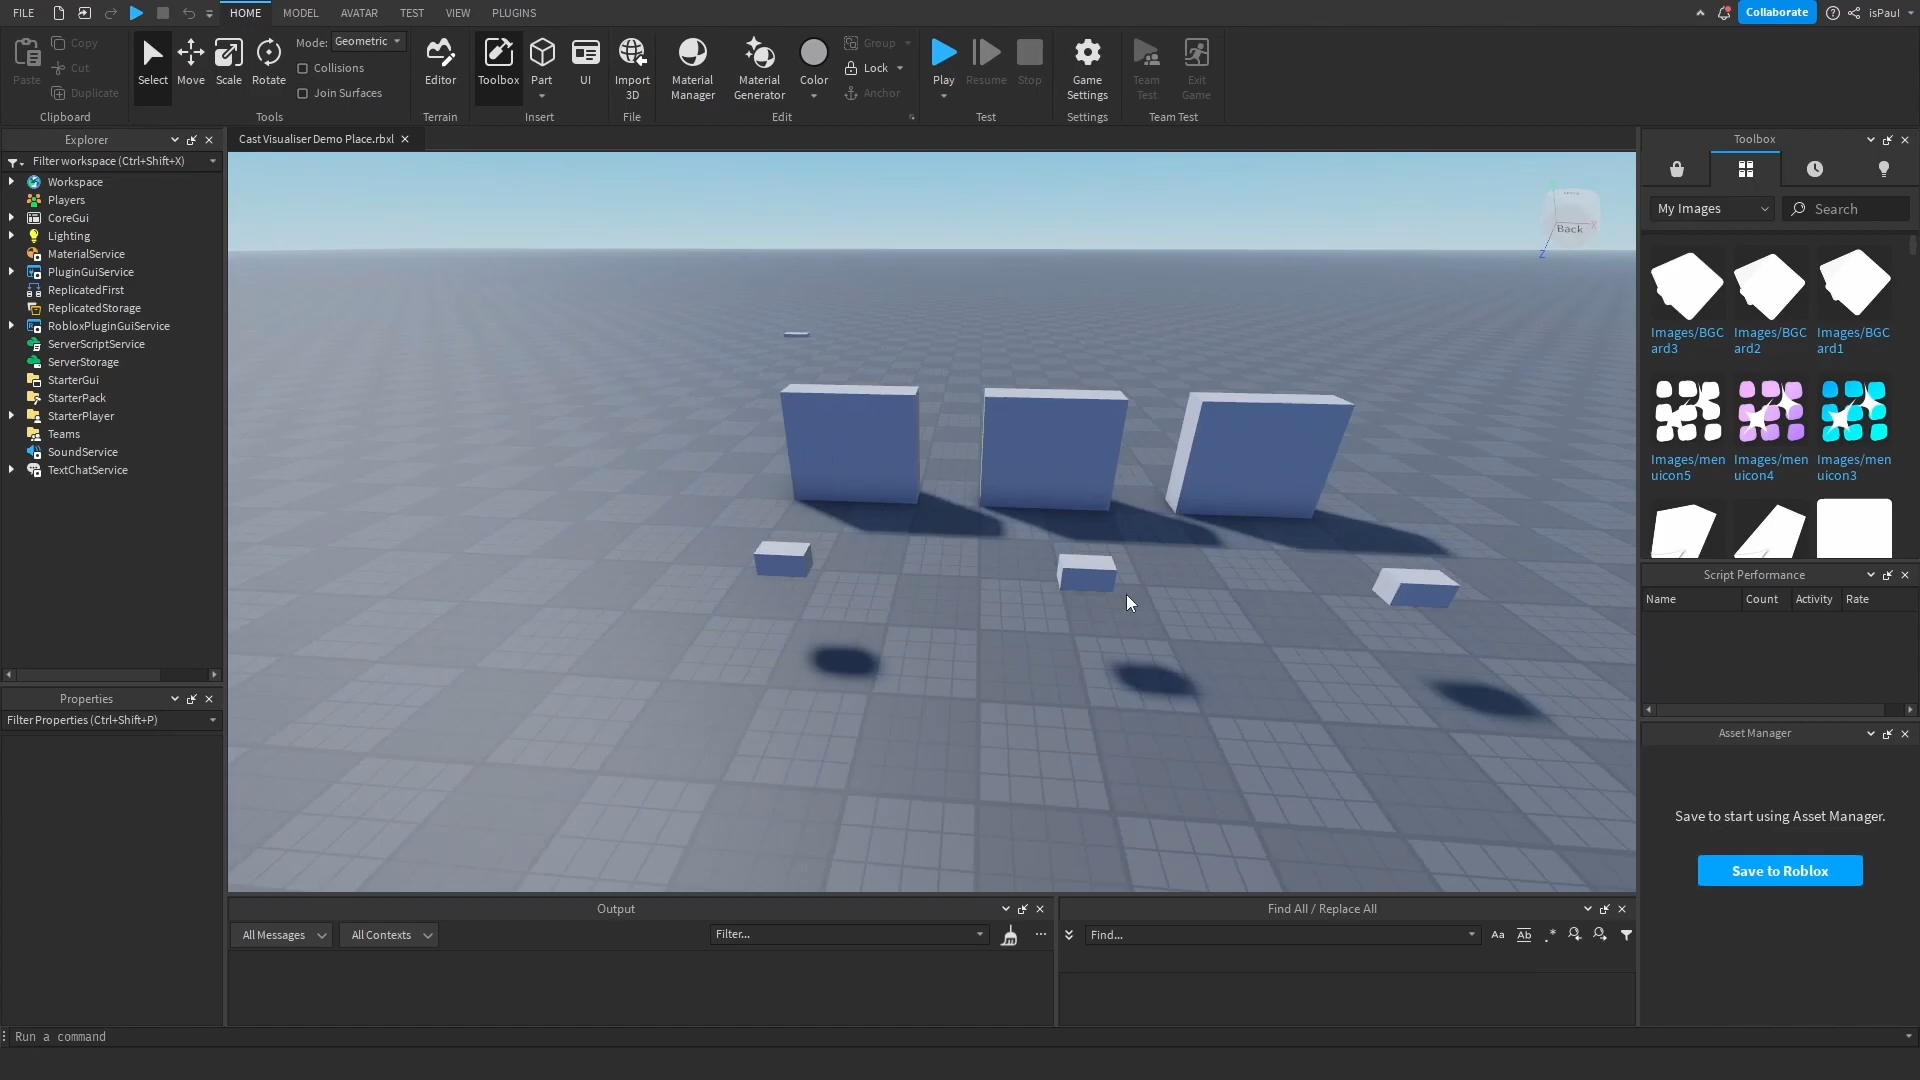 FILE
HOME
MODEL
AVATAR
TEST
VIEW
PLUGINS
Collaborate
isPaul
Paste
Copy
Cut
Duplicate
Clipboard
Select
Move
Scale
Rotate
Mode: Geometric
Collisions
Join Surfaces
Tools
Editor
Terrain
Toolbox
Part
UI
Insert
Import
3D
File
Material
Manager
Material
Generator
Color
Group
Lock
Anchor
Edit
Play
Resume
Stop
Test
Game
Settings
Settings
Team
Test
Exit
Game
Team Test
Explorer
Filter workspace (Ctrl+Shift+X)
Workspace
Players
CoreGui
Lighting
MaterialService
PluginGuiService
ReplicatedFirst
ReplicatedStorage
RobloxPluginGuiService
ServerScriptService
ServerStorage
StarterGui
StarterPack
StarterPlayer
Teams
SoundService
TextChatService
Properties
Filter Properties (Ctrl+Shift+P)
Cast Visualiser Demo Place.rbxl
Back
X
Z
Toolbox
My Images
Search
Images/BGC
ard3
Images/BGC
ard2
Images/BGC
ard1
Images/men
uicon5
Images/men
uicon4
Images/men
uicon3
Script Performance
Name
Count
Activity
Rate
Asset Manager
Save to start using Asset Manager.
Save to Roblox
Output
All Messages
All Contexts
Filter...
Find All / Replace All
Find...
Aa
Ab
.*
Run a command